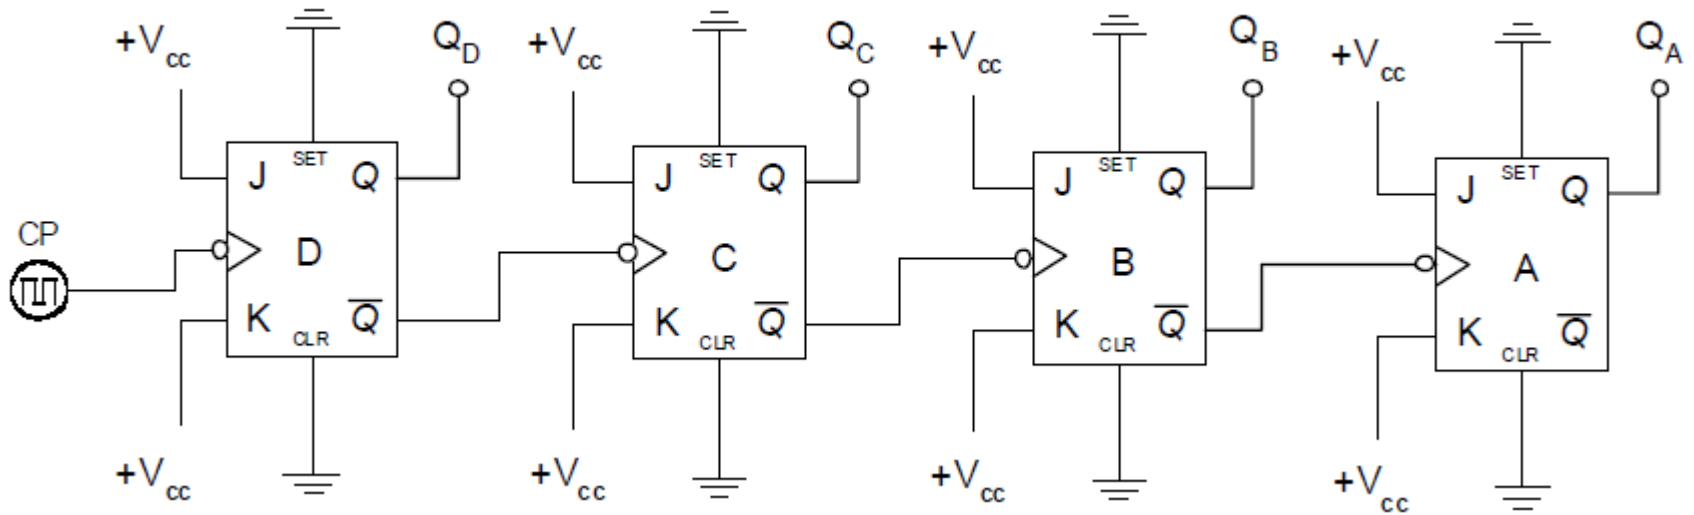 +Vcc QD +Vcc QC +Vcc QB +Vcc QA
SET SET SET SET
J Q J Q J Q J Q
CP D C B A
K Q̅ K Q̅ K Q̅ K Q̅
CLR CLR CLR CLR
+Vcc +Vcc +Vcc +Vcc